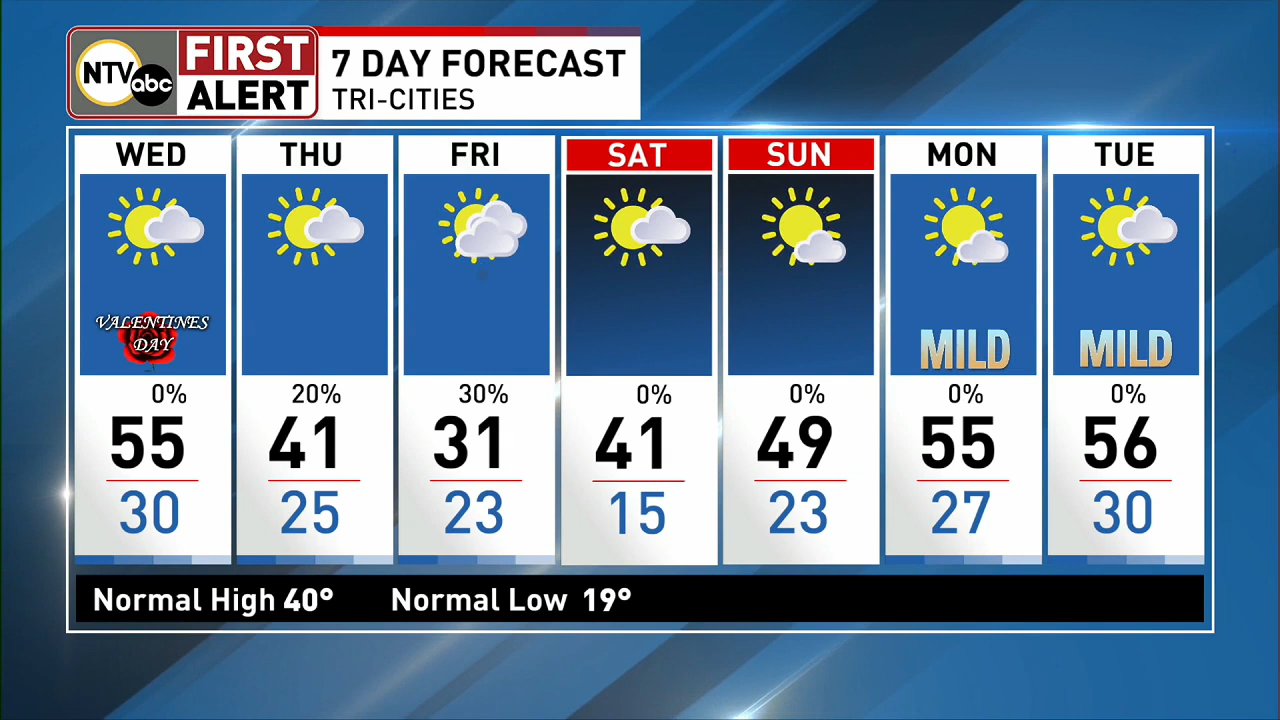 NTV abc
FIRST
ALERT
7 DAY FORECAST
TRI-CITIES
WED THU FRI SAT SUN MON TUE
VALENTINES
DAY
MILD MILD
0% 20% 30% 0% 0% 0% 0%
55 41 31 41 49 55 56
30 25 23 15 23 27 30
Normal High 40° Normal Low 19°